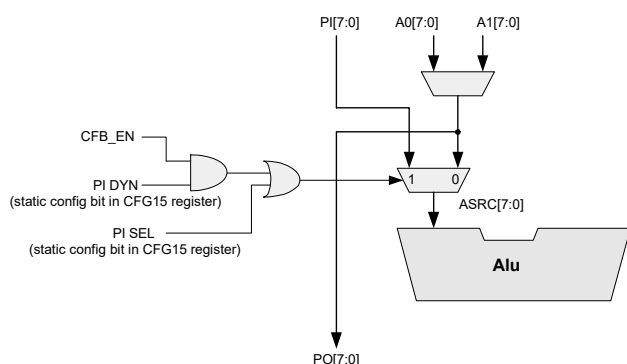 PI[7:0]
A0[7:0]
A1[7:0]
CFB_EN
PI DYN
(static config bit in CFG15 register)
PI SEL
(static config bit in CFG15 register)
1
0
ASRC[7:0]
Alu
PO[7:0]